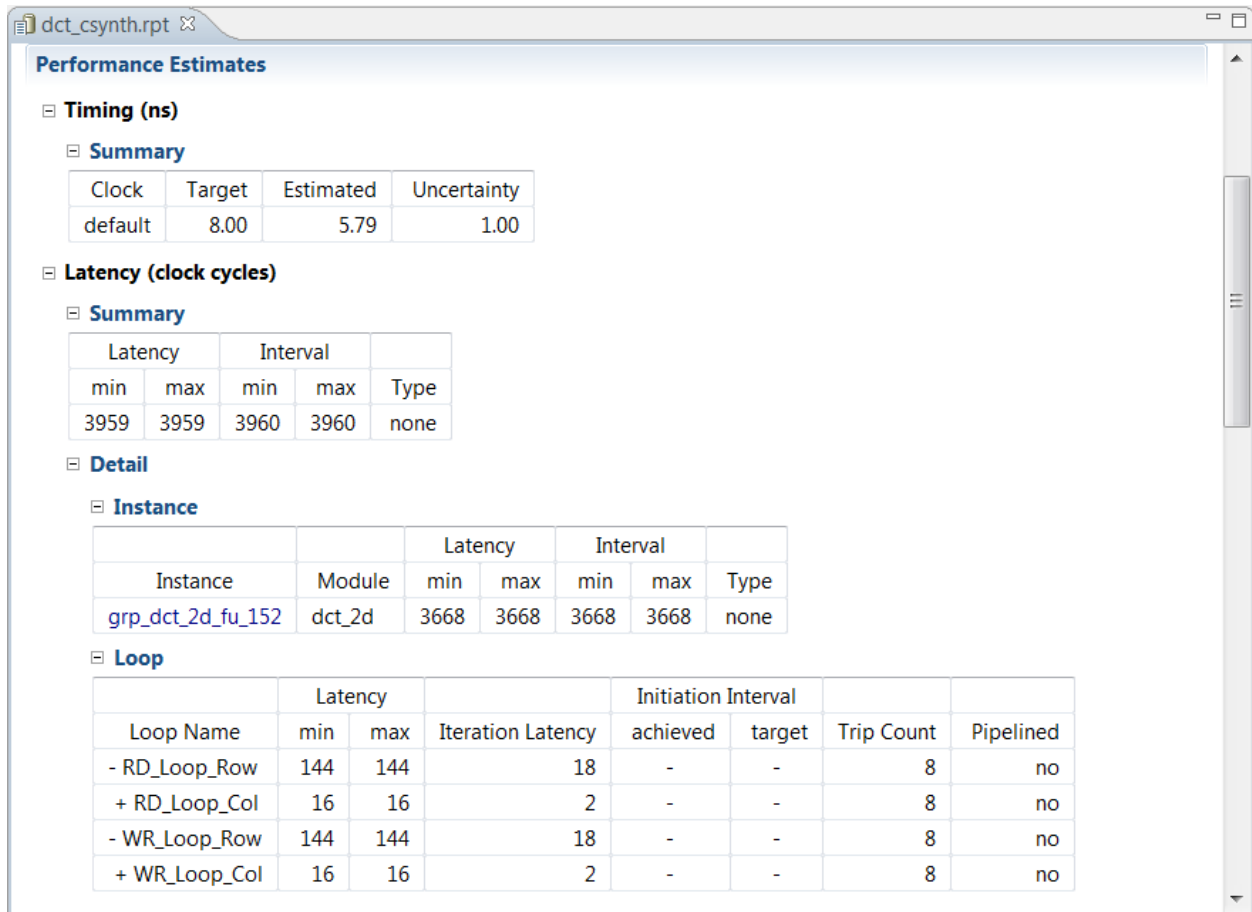 dct_csynth.rpt
Performance Estimates
Timing (ns)
Summary
Clock Target Estimated Uncertainty
default 8.00 5.79 1.00
Latency (clock cycles)
Summary
Latency Interval
min max min max Type
3959 3959 3960 3960 none
Detail
Instance
Latency Interval
Instance Module min max min max Type
grp_dct_2d_fu_152 dct_2d 3668 3668 3668 3668 none
Loop
Latency Initiation Interval
Loop Name min max Iteration Latency achieved target Trip Count Pipelined
- RD_Loop_Row 144 144 18 - - 8 no
+ RD_Loop_Col 16 16 2 - - 8 no
- WR_Loop_Row 144 144 18 - - 8 no
+ WR_Loop_Col 16 16 2 - - 8 no